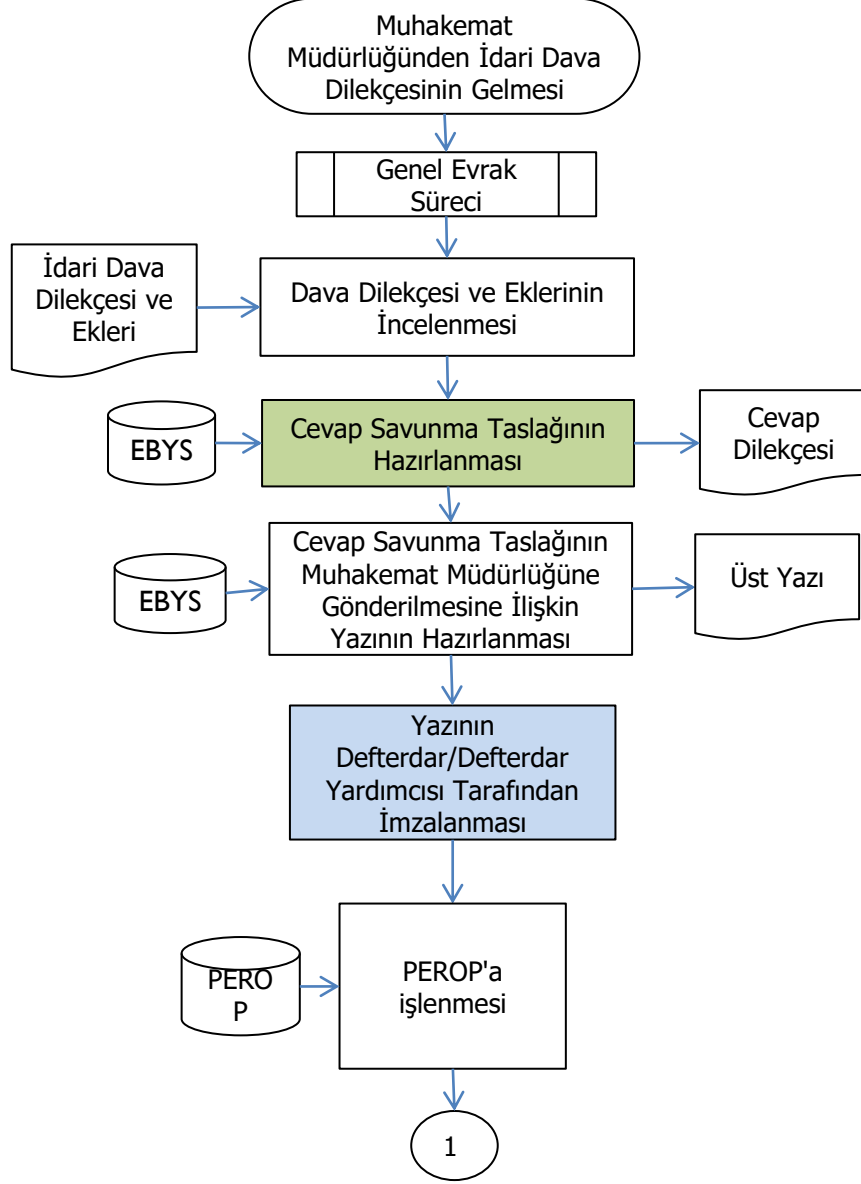 Muhakemat
Müdürlüğünden İdari Dava
Dilekçesinin Gelmesi
Genel Evrak
Süreci
İdari Dava
Dilekçesi ve
Ekleri
Dava Dilekçesi ve Eklerinin
İncelenmesi
EBYS
Cevap Savunma Taslağının
Hazırlanması
Cevap
Dilekçesi
EBYS
Cevap Savunma Taslağının
Muhakemat Müdürlüğüne
Gönderilmesine İlişkin
Yazının Hazırlanması
Üst Yazı
Yazının
Defterdar/Defterdar
Yardımcısı Tarafından
İmzalanması
PERO
P
PEROP'a
işlenmesi
1